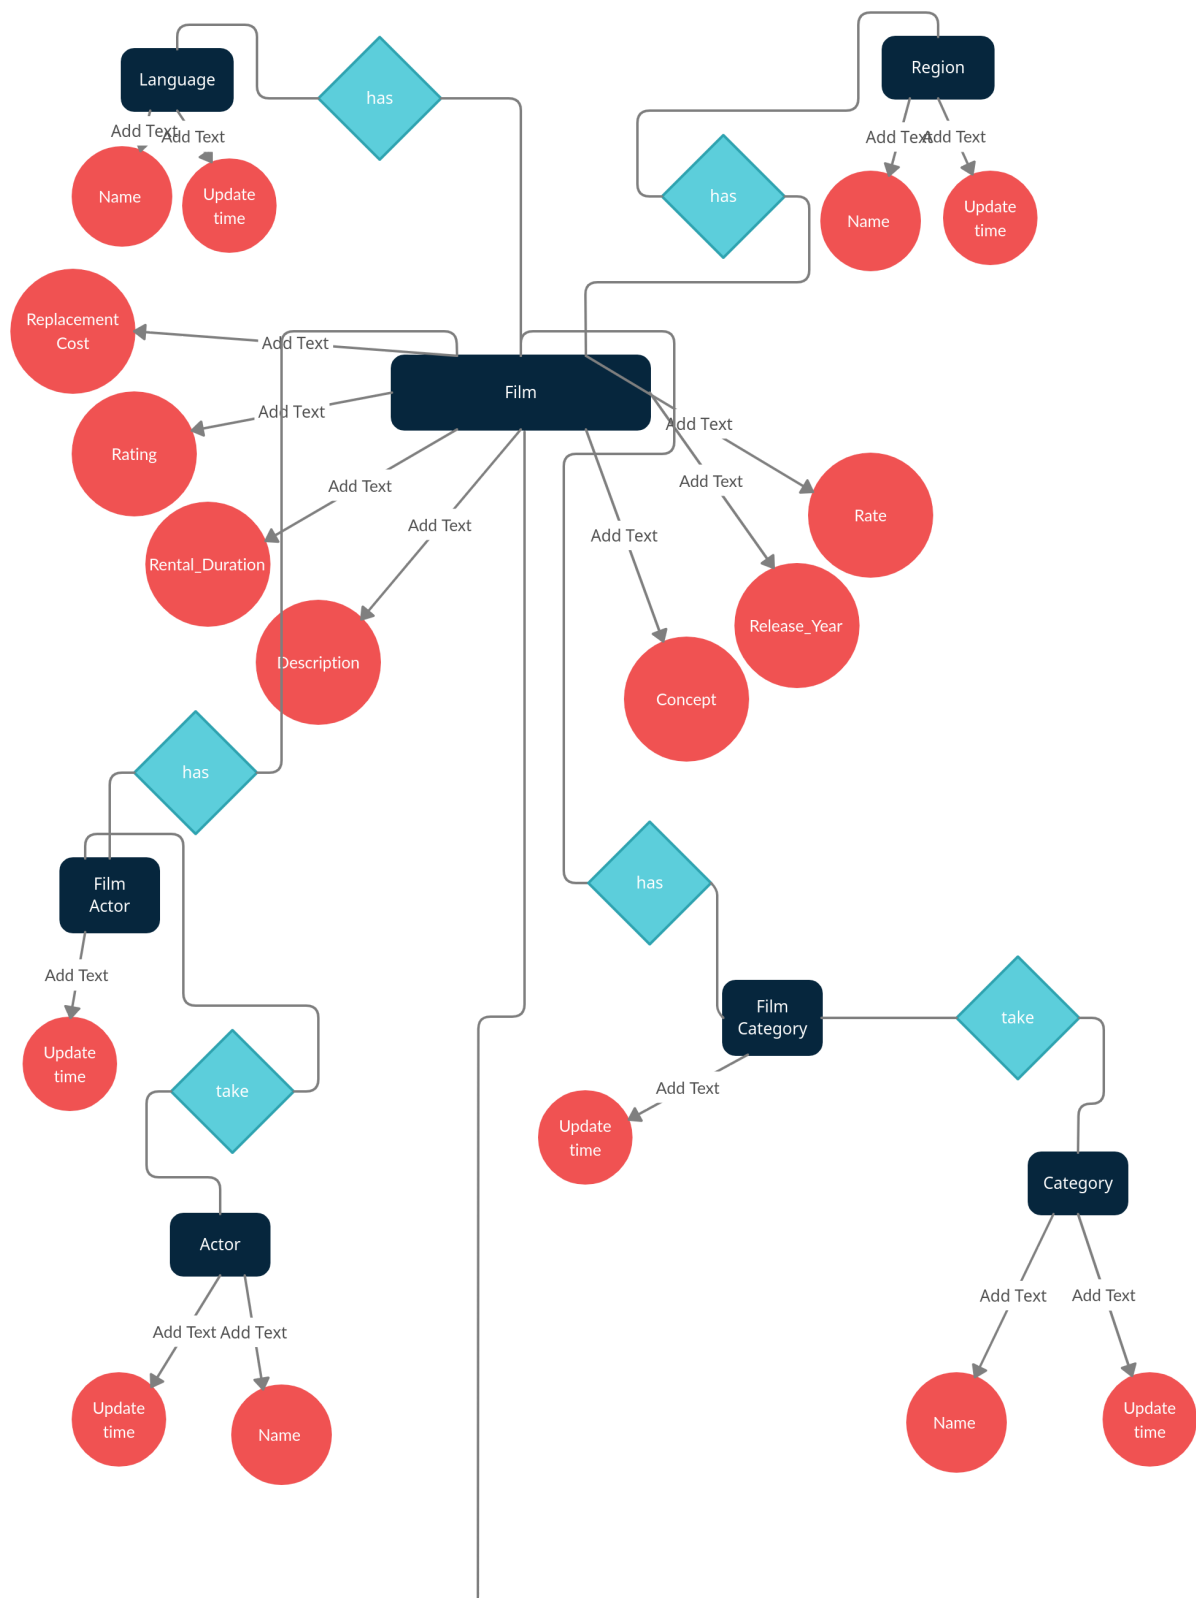 Language
has
Region
Add Text
Add Text
Name
Update
time
has
Add Text
Add Text
Name
Update
time
Replacement
Cost
Add Text
Film
Add Text
Rating
Add Text
Add Text
Rate
Add Text
Rental_Duration
Add Text
Add Text
Description
Release_Year
Concept
has
Film
Actor
has
Add Text
Update
time
take
Film
Category
take
Add Text
Update
time
Category
Actor
Add Text
Add Text
Add Text
Add Text
Update
time
Name
Name
Update
time